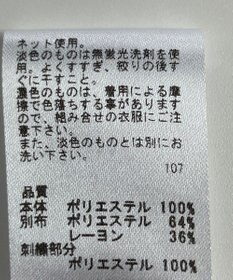 ネット使用。
淡色のものは無蛍光洗剤を使
用。とくすすぎ、絞りの後す
ぐに干すこと。
濃色のものは、着用による摩
擦で色落ちする事があります
ので、組み合せの衣服にご注
意下さい。
また、淡色のものとは別にお
洗い下さい。
107
品質
本体 ポリエステル 100%
別布 ポリエステル 64%
レーヨン 36%
刺繍部分
ポリエステル 100%